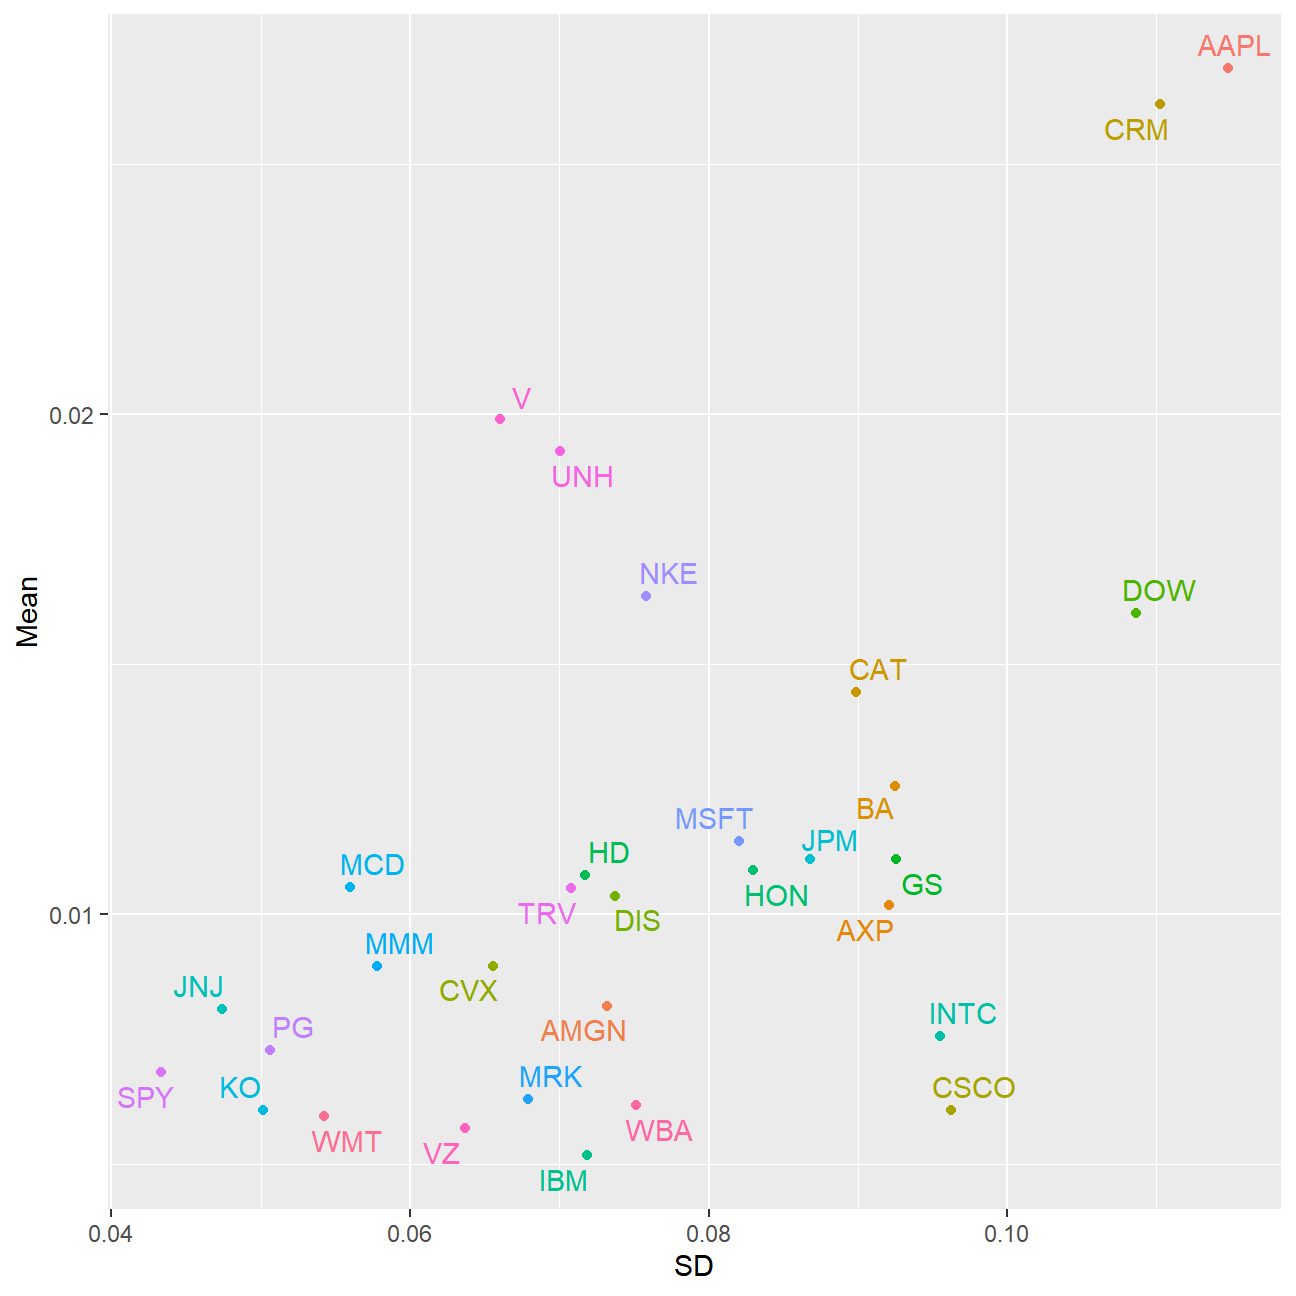 AAPL
CRM
V
0.02
UNH
NKE
DOW
Mean
CAT
BA
MSFT
JPM
HD
MCD
GS
HON
TRV
0.01
DIS
AXP
MMM
JNJ
CVX
INTC
PG
AMGN
MRK
KO
CSCO
SPY
WBA
WMT
VZ
IBM
0.04
0.06
0.08
0.10
SD